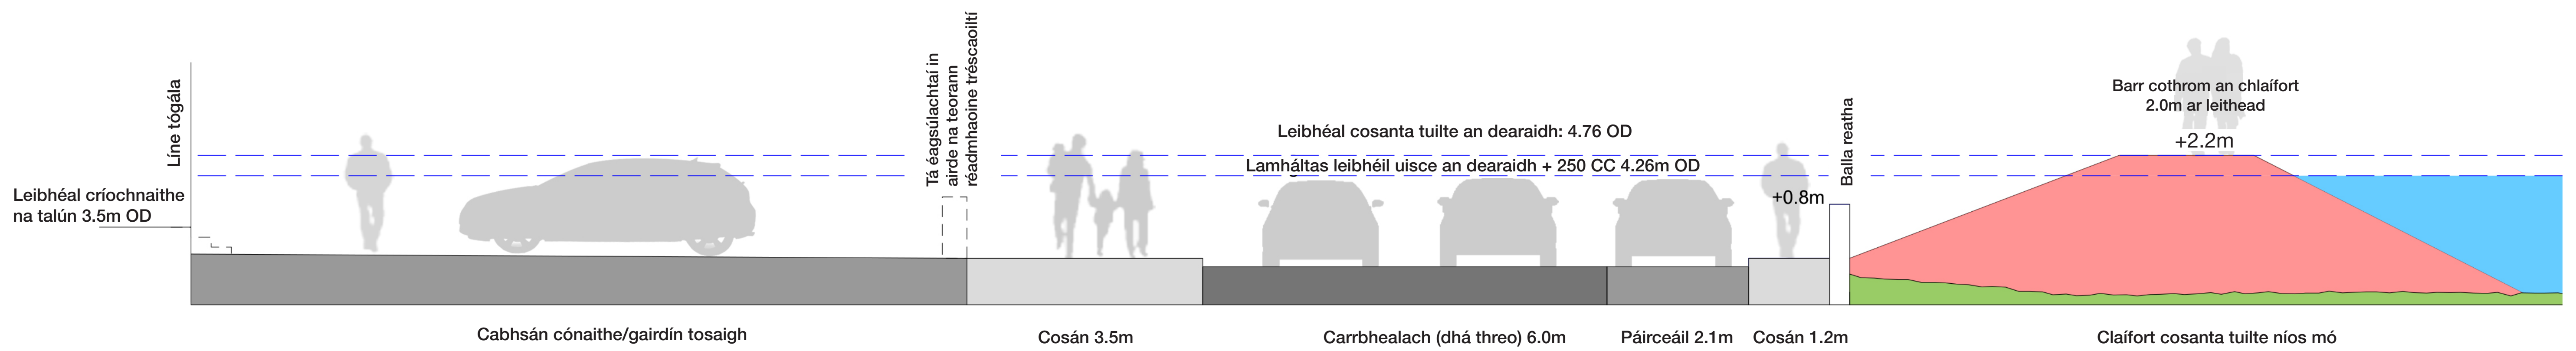 Líne tógála
Leibhéal críochnaithe
na talún 3.5m OD
Tá éagsúlachtaí in
airde na teorann
réadmhaoine tréscaoiltí
Leibhéal cosanta tuilte an dearaidh: 4.76 OD
Lamháltas leibhéil uisce an dearaidh + 250 CC 4.26m OD
+0.8m
Balla reatha
Barr cothrom an chlaífort
2.0m ar leithead
+2.2m
Cabhsán cónaithe/gairdín tosaigh
Cosán 3.5m
Carrbhealach (dhá threo) 6.0m
Páirceáil 2.1m
Cosán 1.2m
Claífort cosanta tuilte níos mó